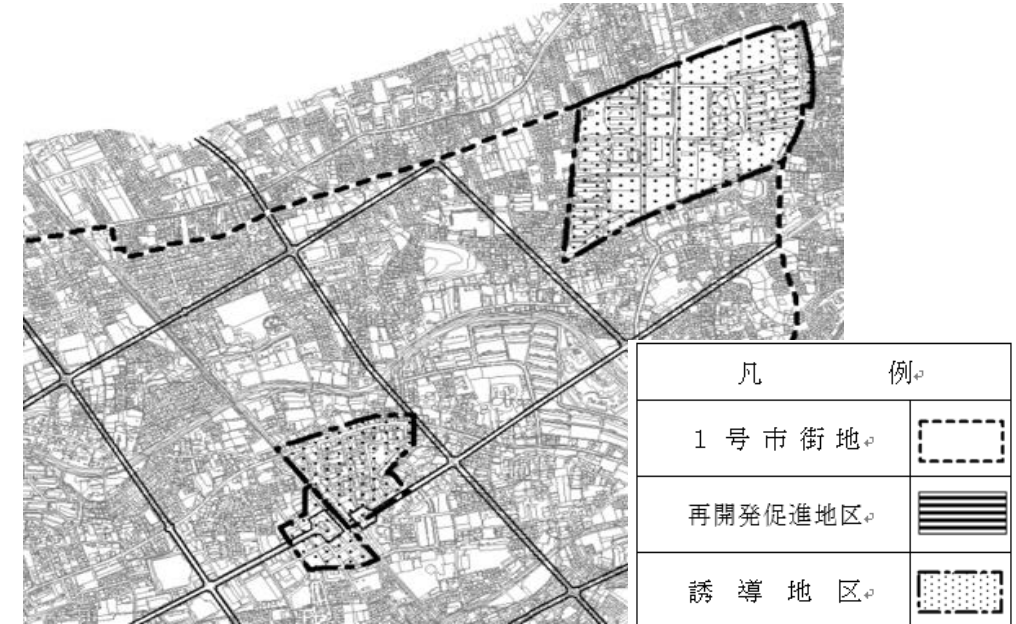 凡 例
1 号 市 街 地
再開発促進地区
誘 導 地 区